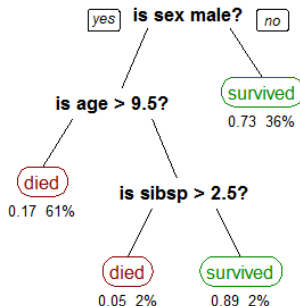 yes is sex male? no
survived
0.73 36%
is age > 9.5?
died
0.17 61%
is sibsp > 2.5?
died survived
0.05 2% 0.89 2%